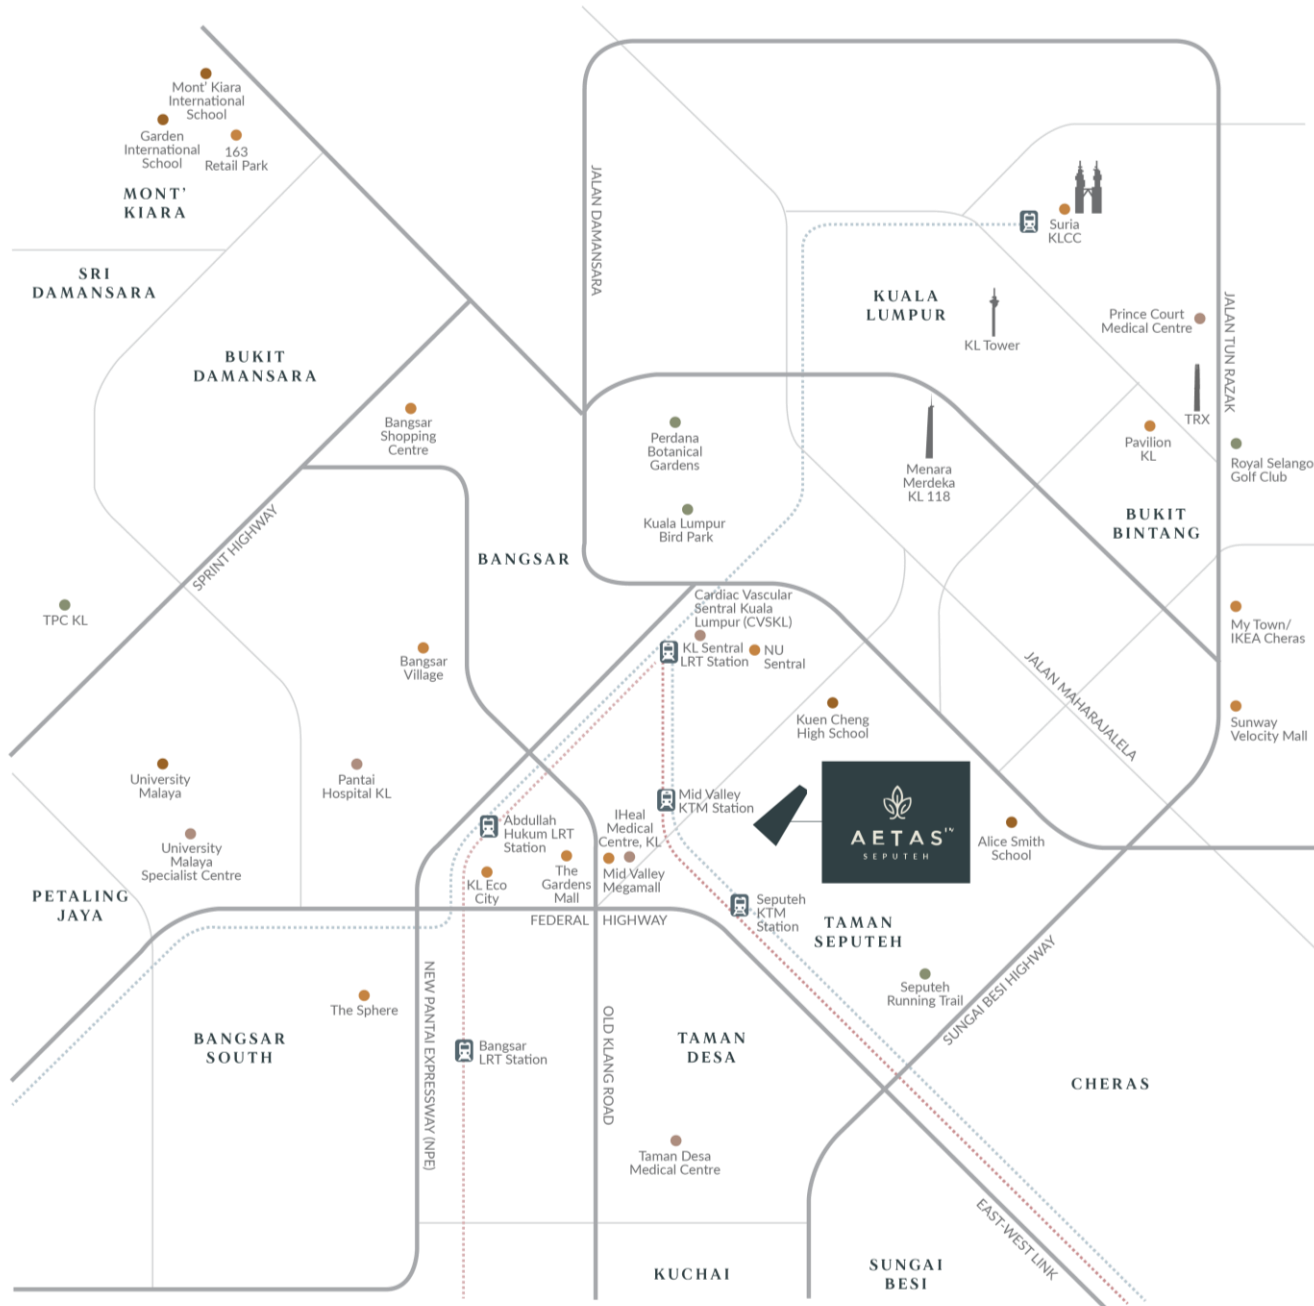 Mont' Kiara
International
School
Garden
International
School
163
Retail Park
MONT'
KIARA
SRI
DAMANSARA
BUKIT
DAMANSARA
JALAN DAMANSARA
Suria
KLCC
KUALA
LUMPUR
KL Tower
Prince Court
Medical Centre
JALAN TUN RAZAK
TRX
Bangsar
Shopping
Centre
Perdana
Botanical
Gardens
Menara
Merdeka
KL 118
Pavilion
KL
Royal Selango
Golf Club
SPRINT HIGHWAY
Kuala Lumpur
Bird Park
BUKIT
BINTANG
BANGSAR
TPC KL
Cardiac Vascular
Sentral Kuala
Lumpur (CVSKL)
KL Sentral
LRT Station
NU
Sentral
My Town/
IKEA Cheras
Bangsar
Village
JALAN MAHARAJALELA
Kuen Cheng
High School
Sunway
Velocity Mall
University
Malaya
Pantai
Hospital KL
Mid Valley
KTM Station
Abdullah
Hukum LRT
Station
IHeal
Medical
Centre, KL
AETAS™
SEPUTEH
Alice Smith
School
University
Malaya
Specialist Centre
KL Eco
City
The
Gardens
Mall
Mid Valley
Megamall
PETALING
JAYA
FEDERAL HIGHWAY
Seputeh
KTM
Station
TAMAN
SEPUTEH
Seputeh
Running Trail
SUNGAI BESI HIGHWAY
The Sphere
NEW PANTAI EXPRESSWAY (NPE)
BANGSAR
SOUTH
Bangsar
LRT Station
OLD KLANG ROAD
TAMAN
DESA
CHERAS
Taman Desa
Medical Centre
EAST-WEST LINK
KUCHAI
SUNGAI
BESI